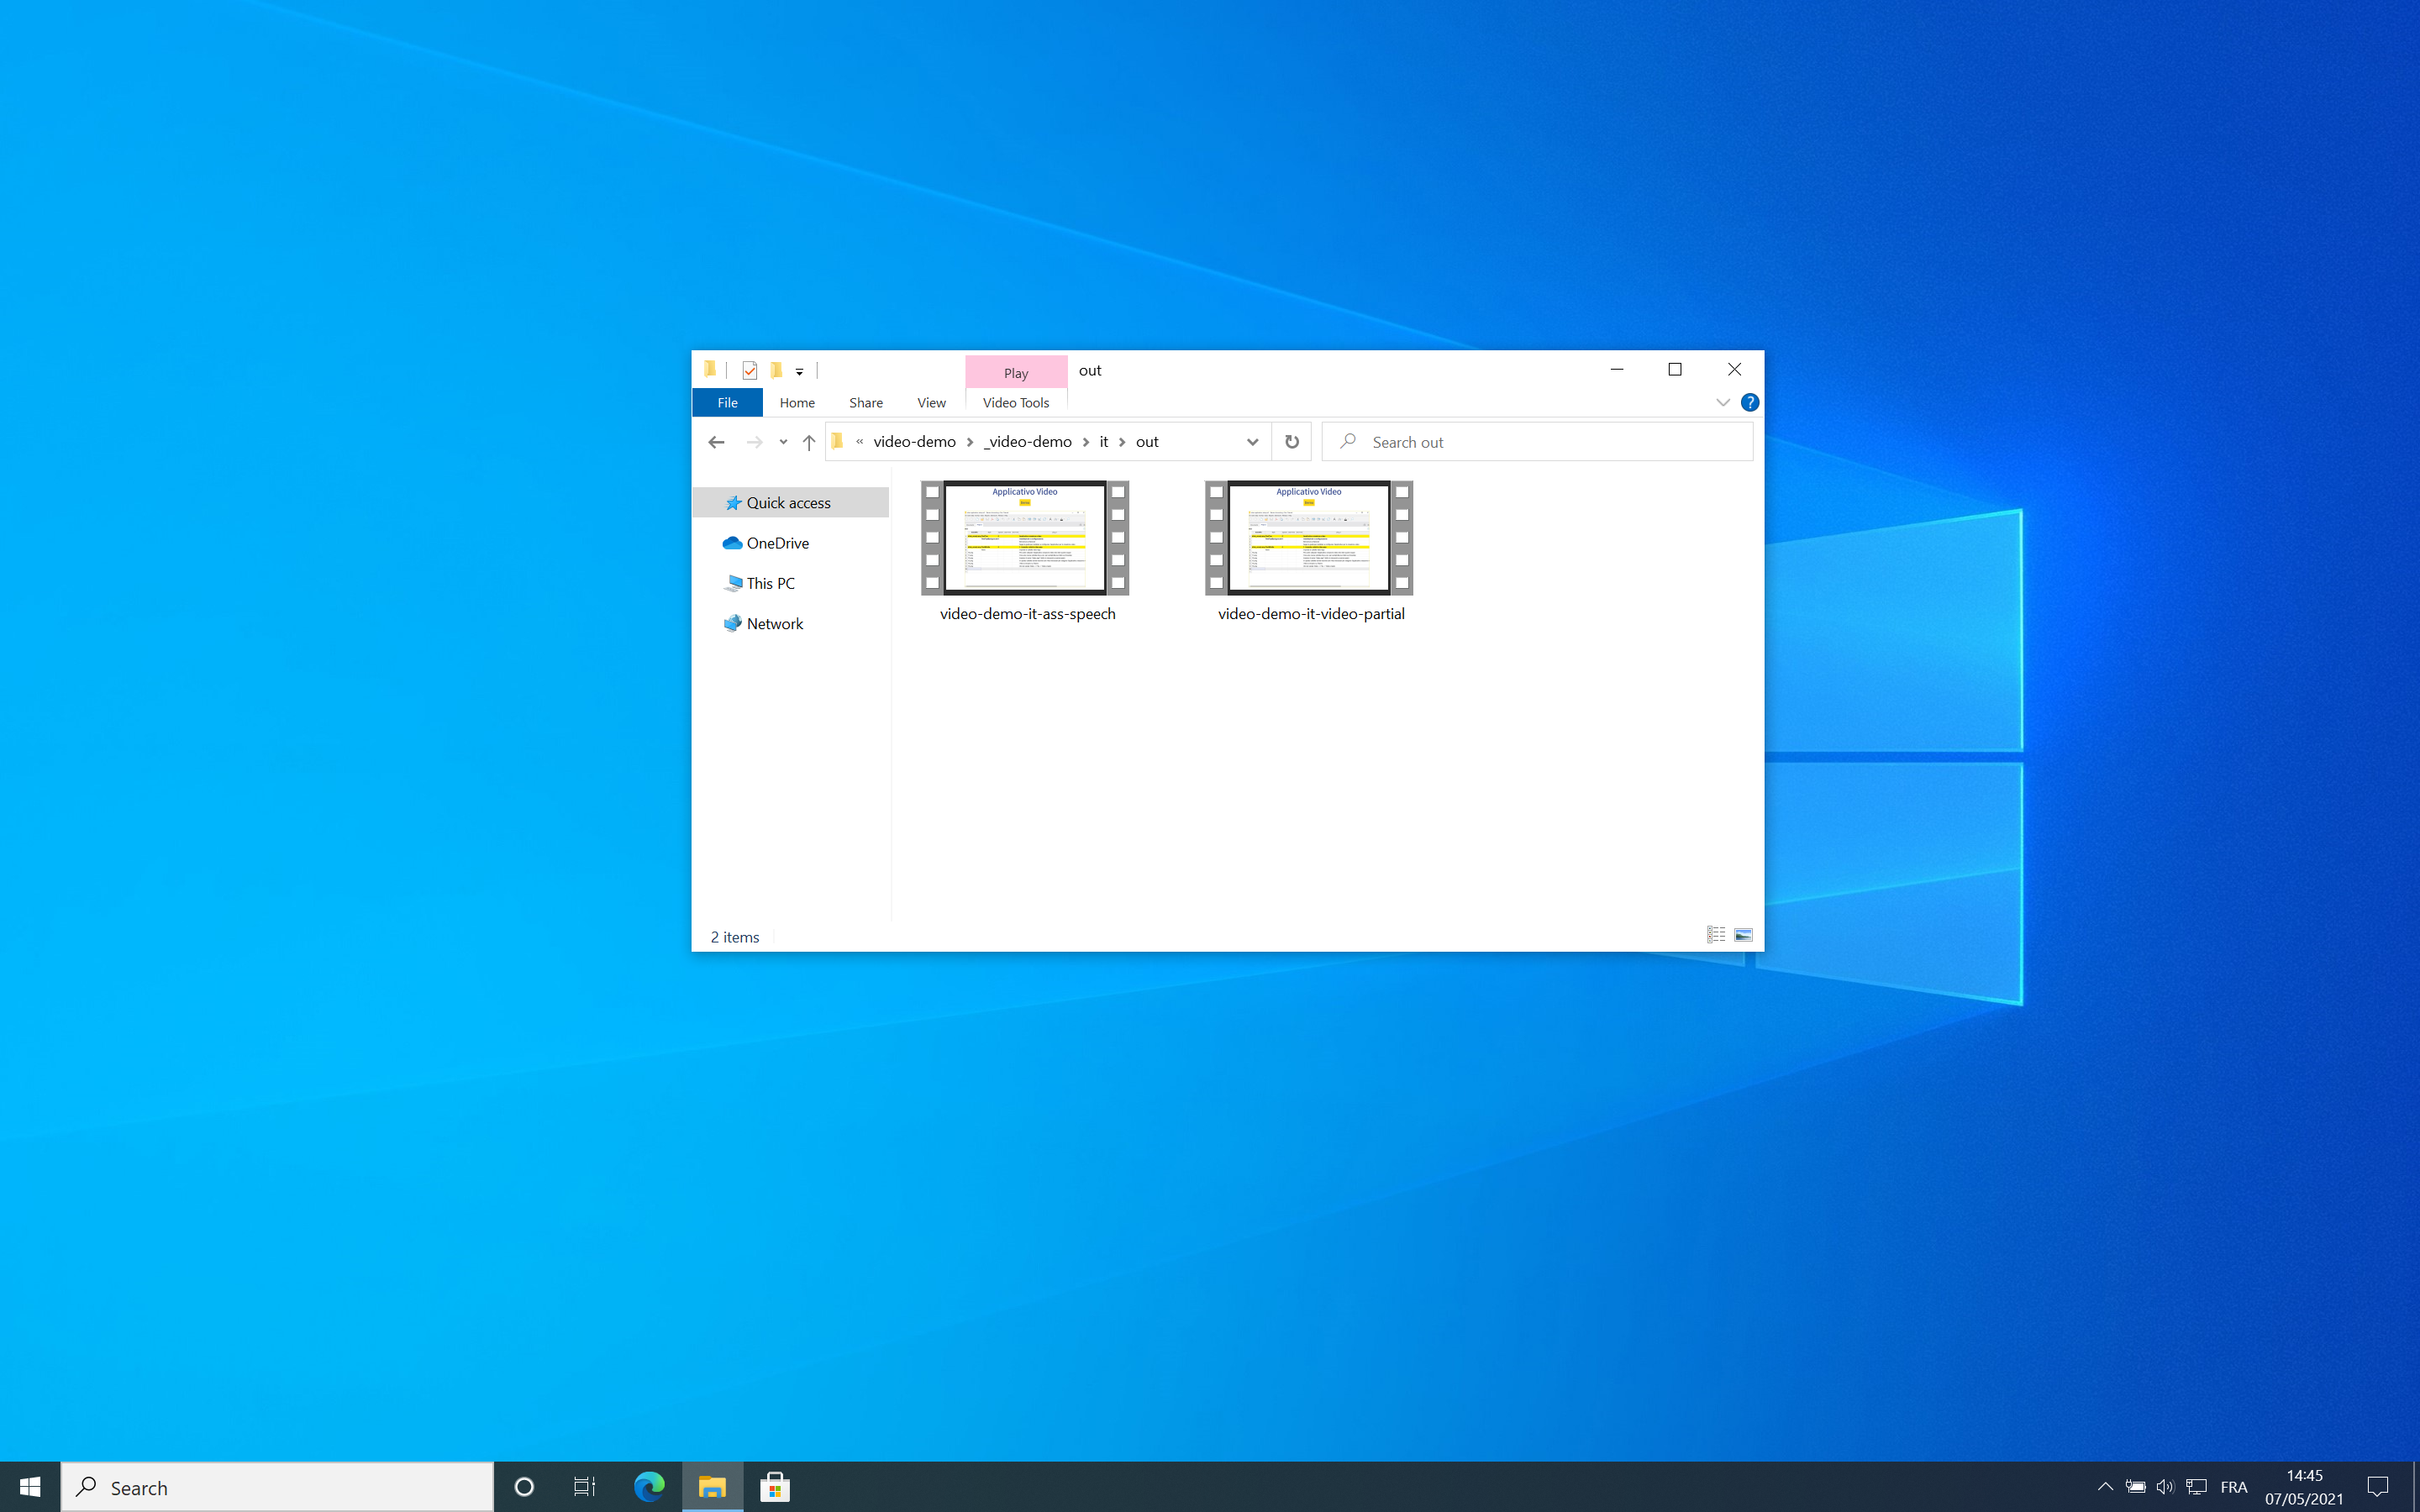 Play
out
File
Home
Share
View
Video Tools
?
« video-demo > _video-demo > it > out
Search out
Quick access
OneDrive
This PC
Network
Applicativo Video
Applicativo Video
video-demo-it-ass-speech
video-demo-it-video-partial
2 items
Search
FRA
14:45
07/05/2021